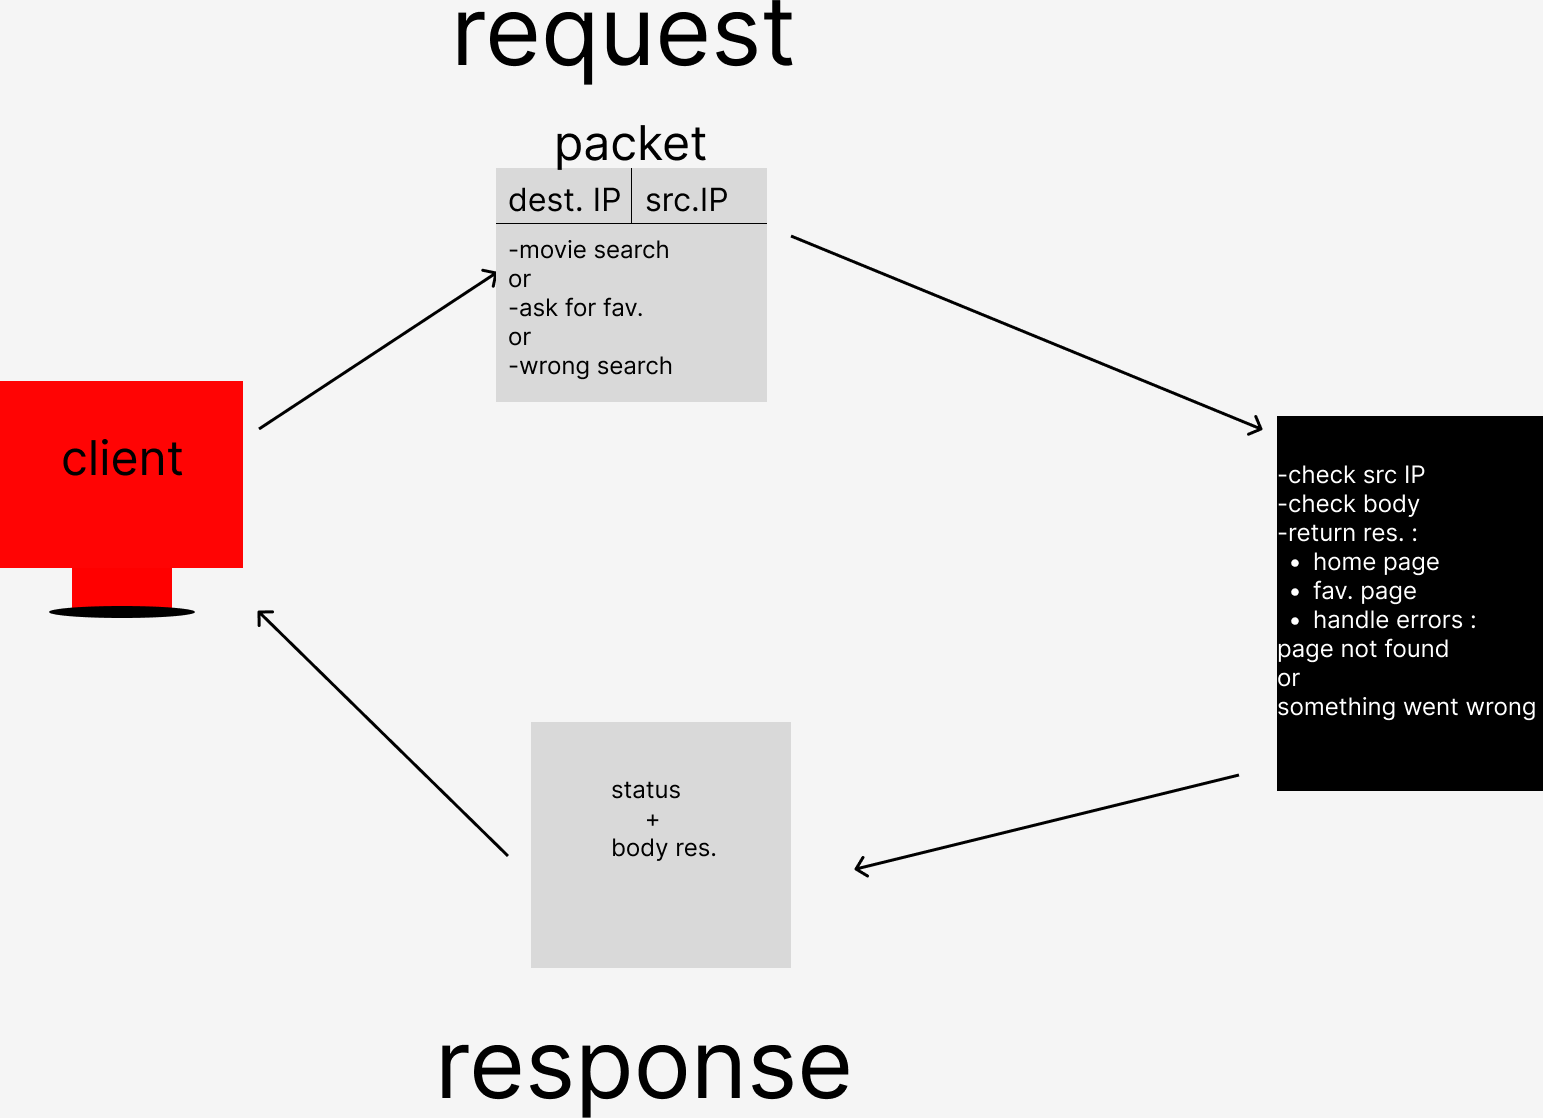 request
packet
dest. IP
src.IP
-movie search
or
-ask for fav.
or
-wrong search
client
-check src IP
-check body
-return res. :
• home page
• fav. page
• handle errors :
page not found
or
something went wrong
status
+
body res.
response